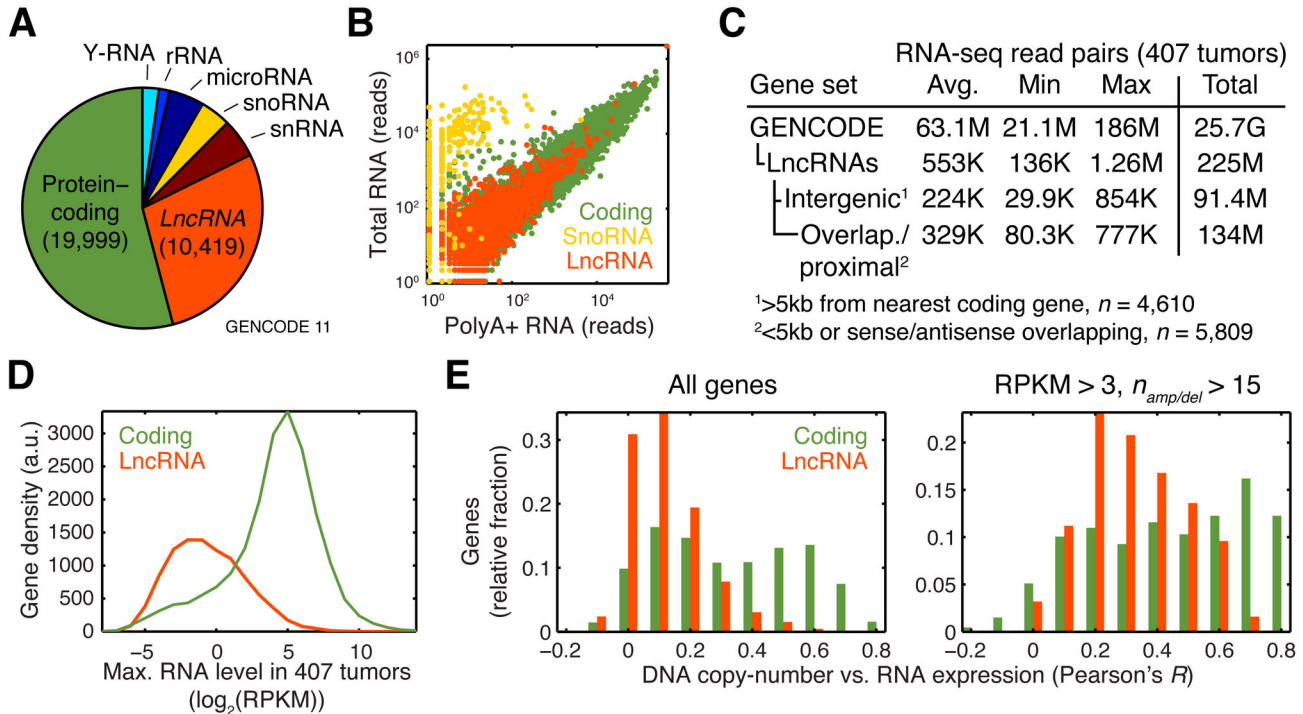 A
Y-RNA
rRNA
microRNA
snoRNA
snRNA
Protein–
coding
(19,999)
LncRNA
(10,419)
GENCODE 11
B
Total RNA (reads)
10⁶
10⁴
10²
10⁰
Coding
SnoRNA
LncRNA
10⁰ 10² 10⁴
PolyA+ RNA (reads)
C
RNA-seq read pairs (407 tumors)
Gene set Avg. Min Max Total
GENCODE 63.1M 21.1M 186M 25.7G
LncRNAs 553K 136K 1.26M 225M
Intergenic¹ 224K 29.9K 854K 91.4M
Overlap./ 329K 80.3K 777K 134M
proximal²
¹>5kb from nearest coding gene, n = 4,610
²<5kb or sense/antisense overlapping, n = 5,809
D
Gene density (a.u.)
3000
2500
2000
1500
1000
500
0
Coding
LncRNA
−5 0 5 10
Max. RNA level in 407 tumors
(log₂(RPKM))
E
All genes
Genes
(relative fraction)
0.3
0.2
0.1
0
Coding
LncRNA
−0.2 0 0.2 0.4 0.6 0.8
RPKM > 3, n_amp/del > 15
0.2
0.15
0.1
0.05
0
−0.2 0 0.2 0.4 0.6 0.8
DNA copy-number vs. RNA expression (Pearson's R)